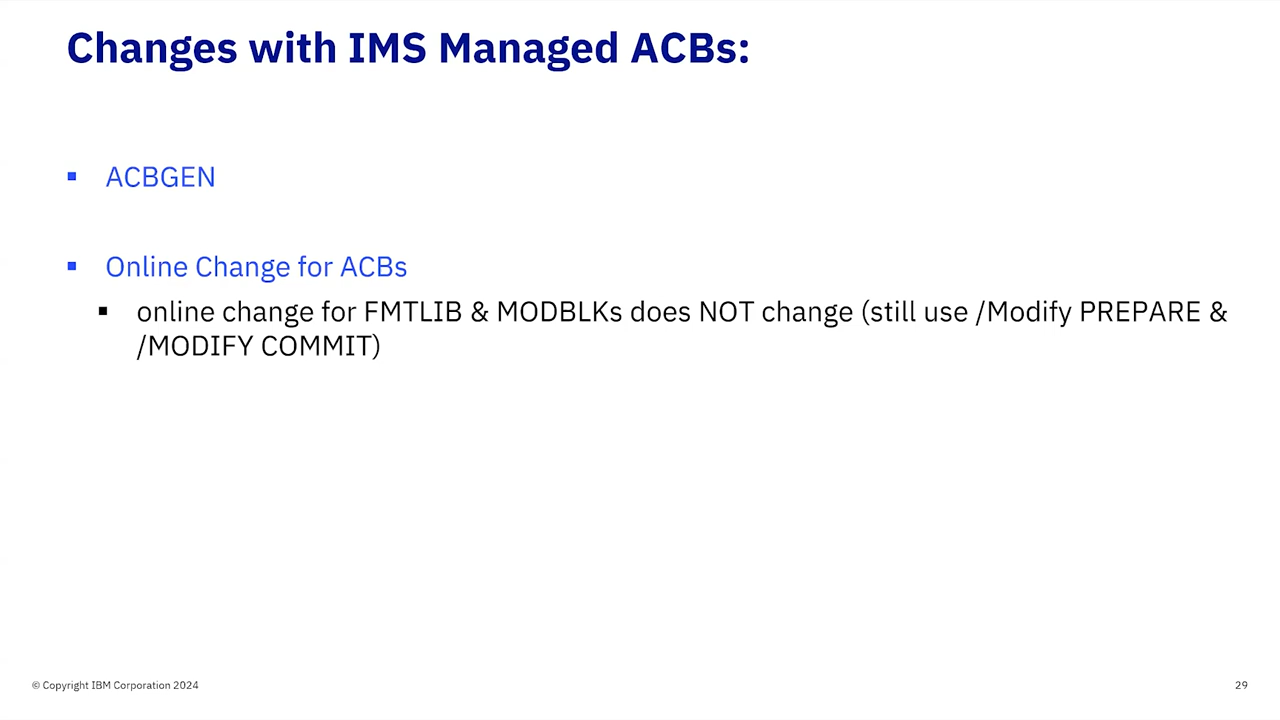 Changes with IMS Managed ACBs:
▪ ACBGEN
▪ Online Change for ACBs
▪ online change for FMTLIB & MODBLKs does NOT change (still use /Modify PREPARE &
/MODIFY COMMIT)
© Copyright IBM Corporation 2024
29